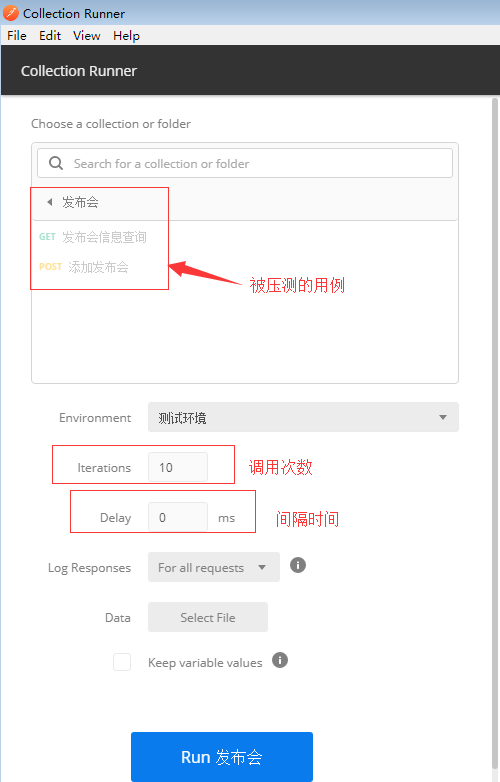 Collection Runner
File Edit View Help
Collection Runner
Choose a collection or folder
Search for a collection or folder
发布会
GET 发布会信息查询
POST 添加发布会
被压测的用例
Environment 测试环境
Iterations 10 调用次数
Delay 0 ms 间隔时间
Log Responses For all requests
Data Select File
Keep variable values
Run 发布会